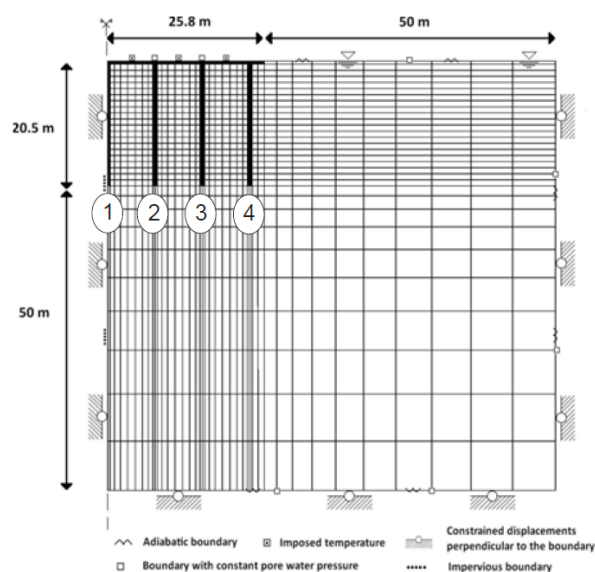 25.8 m
50 m
20.5 m
1 2 3 4
50 m
Adiabatic boundary
Imposed temperature
Constrained displacements
perpendicular to the boundary
Boundary with constant pore water pressure
Impervious boundary